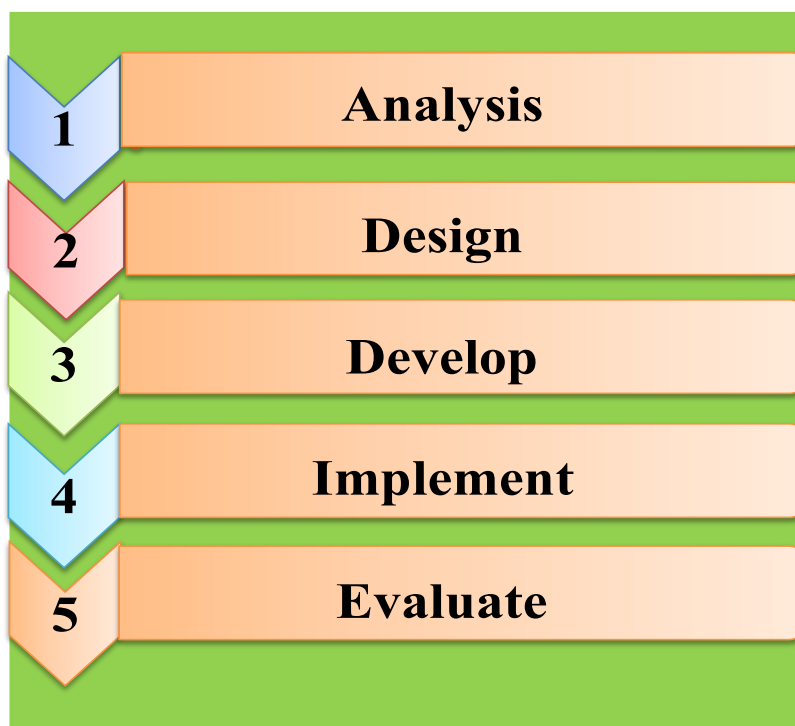 1 Analysis
2 Design
3 Develop
4 Implement
5 Evaluate